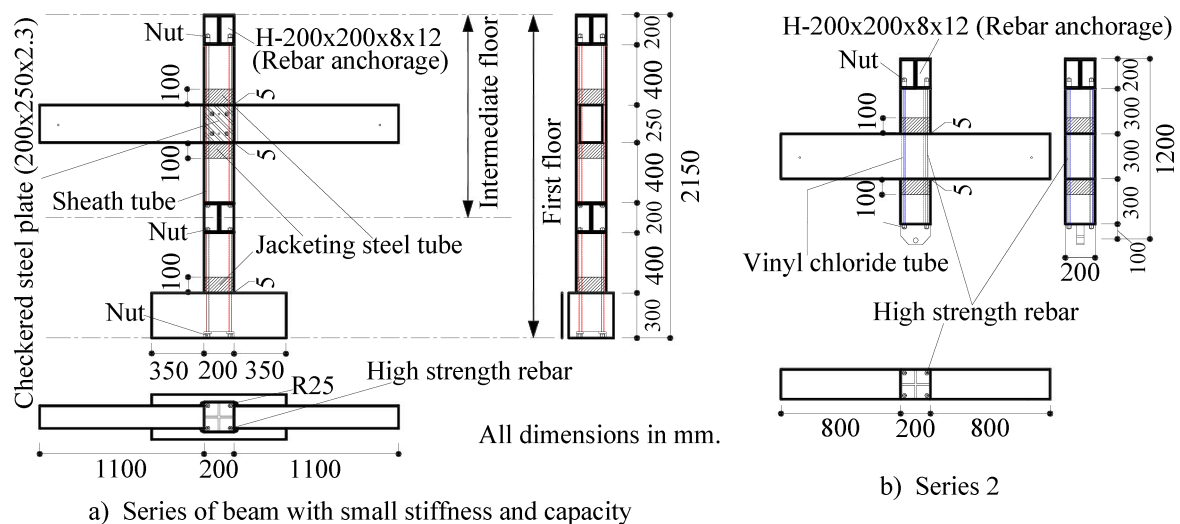 Checkered steel plate (200x250x2.3)
Nut
H-200x200x8x12
(Rebar anchorage)
100
5
100
5
Sheath tube
Nut
Jacketing steel tube
100
5
Nut
350 200 350
Intermediate floor
First floor
200
400
250
400
200
400
300
2150
R25
High strength rebar
1100 200 1100
All dimensions in mm.
a) Series of beam with small stiffness and capacity
H-200x200x8x12 (Rebar anchorage)
Nut
100
5
100
5
Vinyl chloride tube
High strength rebar
200
300
300
300
100
1200
200
800 200 800
b) Series 2